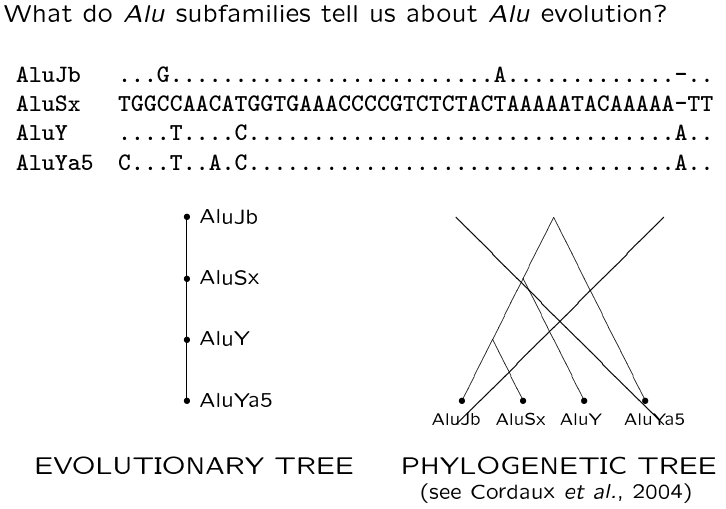 What do Alu subfamilies tell us about Alu evolution?
AluJb ...G.........................A.............-..
AluSx TGGCCAACATGGTGAAACCCCGTCTCTACTAAAAATACAAAAA-TT
AluY ....T....C.................................A..
AluYa5 C...T..A.C.................................A..
AluJb
AluSx
AluY
AluYa5
EVOLUTIONARY TREE
AluJb AluSx AluY AluYa5
PHYLOGENETIC TREE
(see Cordaux et al., 2004)